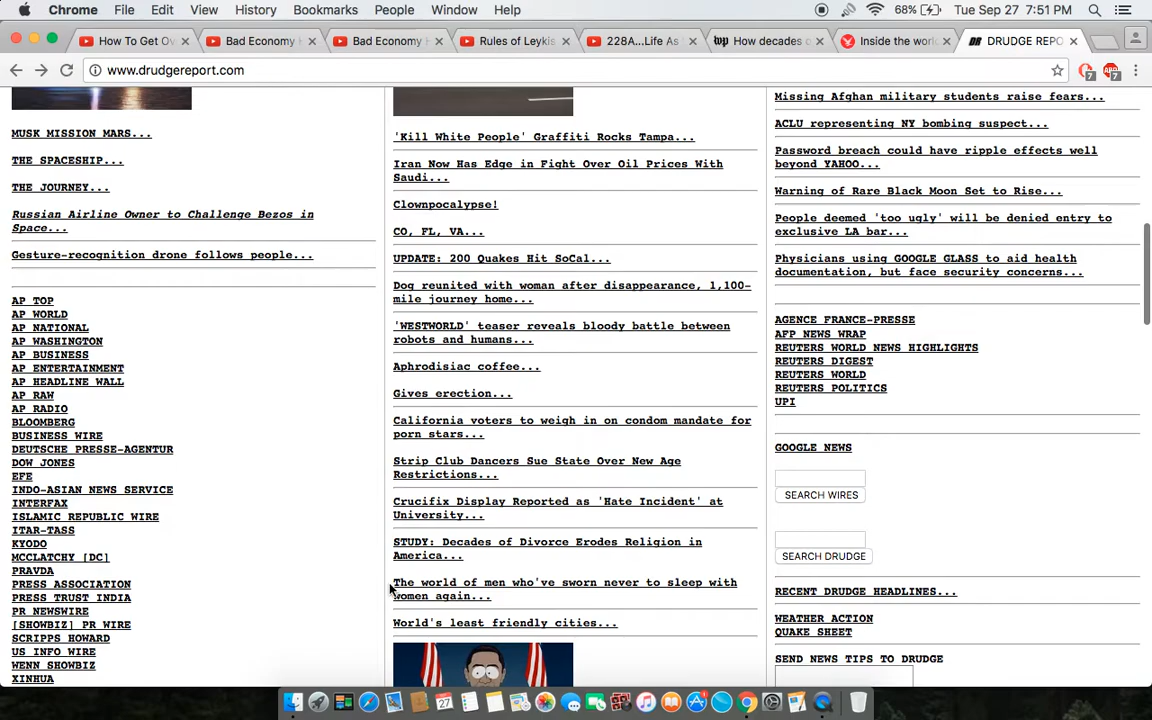 Chrome File Edit View History Bookmarks People Window Help 68% Tue Sep 27 7:51 PM
How To Get Ov Bad Economy Bad Economy Rules of Leykis 228A...Life As How decades o Inside the worl DRUDGE REPO
www.drudgereport.com 7 7
MUSK MISSION MARS...
THE SPACESHIP...
THE JOURNEY...
Russian Airline Owner to Challenge Bezos in
Space...
Gesture-recognition drone follows people...
AP TOP
AP WORLD
AP NATIONAL
AP WASHINGTON
AP BUSINESS
AP ENTERTAINMENT
AP HEADLINE WALL
AP RAW
AP RADIO
BLOOMBERG
BUSINESS WIRE
DEUTSCHE PRESSE-AGENTUR
DOW JONES
EFE
INDO-ASIAN NEWS SERVICE
INTERFAX
ISLAMIC REPUBLIC WIRE
ITAR-TASS
KYODO
MCCLATCHY [DC]
PRAVDA
PRESS ASSOCIATION
PRESS TRUST INDIA
PR NEWSWIRE
[SHOWBIZ] PR WIRE
SCRIPPS HOWARD
US INFO WIRE
WENN SHOWBIZ
XINHUA
'Kill White People' Graffiti Rocks Tampa...
Iran Now Has Edge in Fight Over Oil Prices With
Saudi...
Clownpocalypse!
CO, FL, VA...
UPDATE: 200 Quakes Hit SoCal...
Dog reunited with woman after disappearance, 1,100-
mile journey home...
'WESTWORLD' teaser reveals bloody battle between
robots and humans...
Aphrodisiac coffee...
Gives erection...
California voters to weigh in on condom mandate for
porn stars...
Strip Club Dancers Sue State Over New Age
Restrictions...
Crucifix Display Reported as 'Hate Incident' at
University...
STUDY: Decades of Divorce Erodes Religion in
America...
The world of men who've sworn never to sleep with
women again...
World's least friendly cities...
Missing Afghan military students raise fears...
ACLU representing NY bombing suspect...
Password breach could have ripple effects well
beyond YAHOO...
Warning of Rare Black Moon Set to Rise...
People deemed 'too ugly' will be denied entry to
exclusive LA bar...
Physicians using GOOGLE GLASS to aid health
documentation, but face security concerns...
AGENCE FRANCE-PRESSE
AFP NEWS WRAP
REUTERS WORLD NEWS HIGHLIGHTS
REUTERS DIGEST
REUTERS WORLD
REUTERS POLITICS
UPI
GOOGLE NEWS
SEARCH WIRES
SEARCH DRUDGE
RECENT DRUDGE HEADLINES...
WEATHER ACTION
QUAKE SHEET
SEND NEWS TIPS TO DRUDGE
27